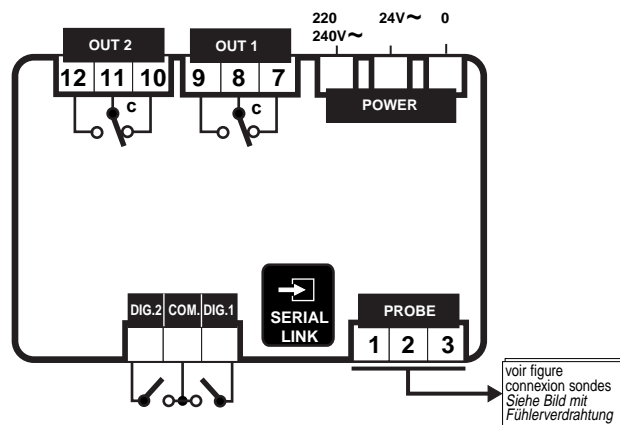 220
240V~ 24V~ 0
OUT 2 OUT 1
12 11 10 9 8 7
POWER
c c
DIG.2 COM. DIG.1
SERIAL
LINK
PROBE
1 2 3
voir figure
connexion sondes
Siehe Bild mit
Fühlerverdrahtung